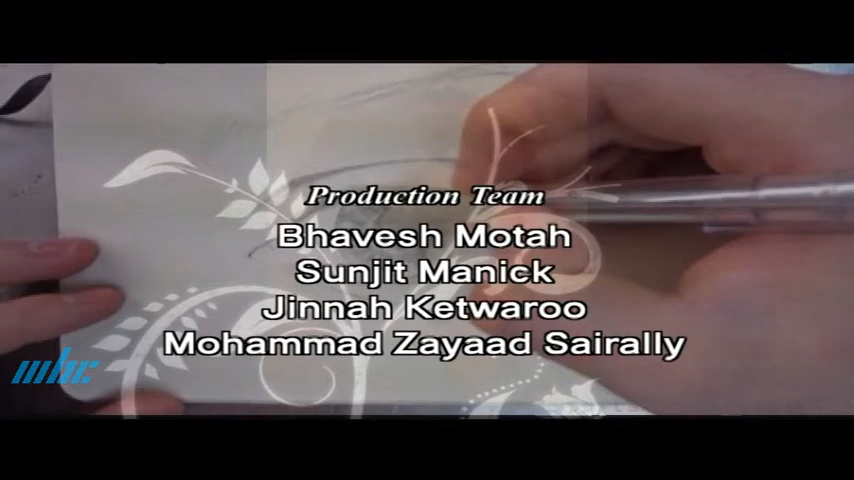 Production Team
Bhavesh Motah
Sunjit Manick
Jinnah Ketwaroo
Mohammad Zayaad Sairally
mbc